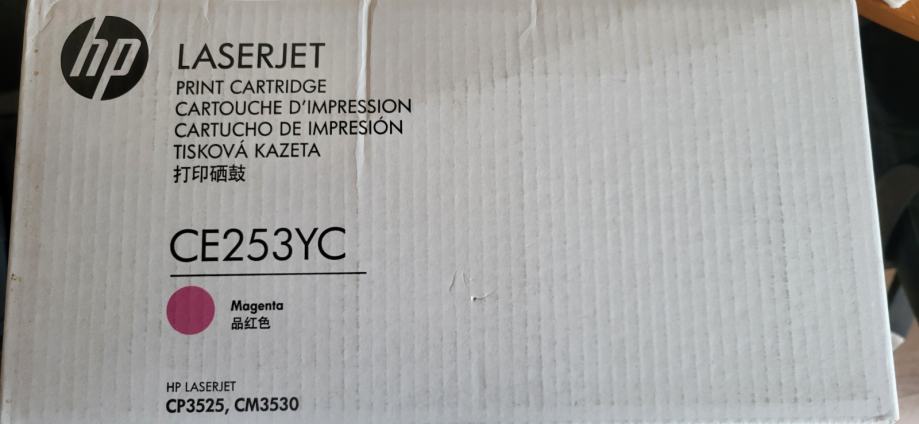 hp
LASERJET
PRINT CARTRIDGE
CARTOUCHE D'IMPRESSION
CARTUCHO DE IMPRESIÓN
TISKOVÁ KAZETA
打印硒鼓
CE253YC
Magenta
品红色
HP LASERJET
CP3525, CM3530